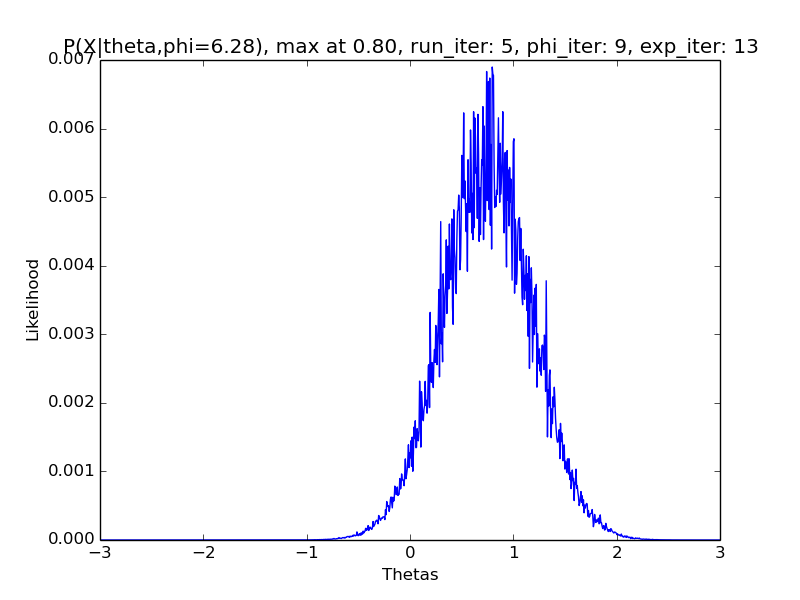 P(X|theta,phi=6.28), max at 0.80, run_iter: 5, phi_iter: 9, exp_iter: 13
0.007
0.006
0.005
0.004
0.003
0.002
0.001
0.000
Likelihood
−3 −2 −1 0 1 2 3
Thetas